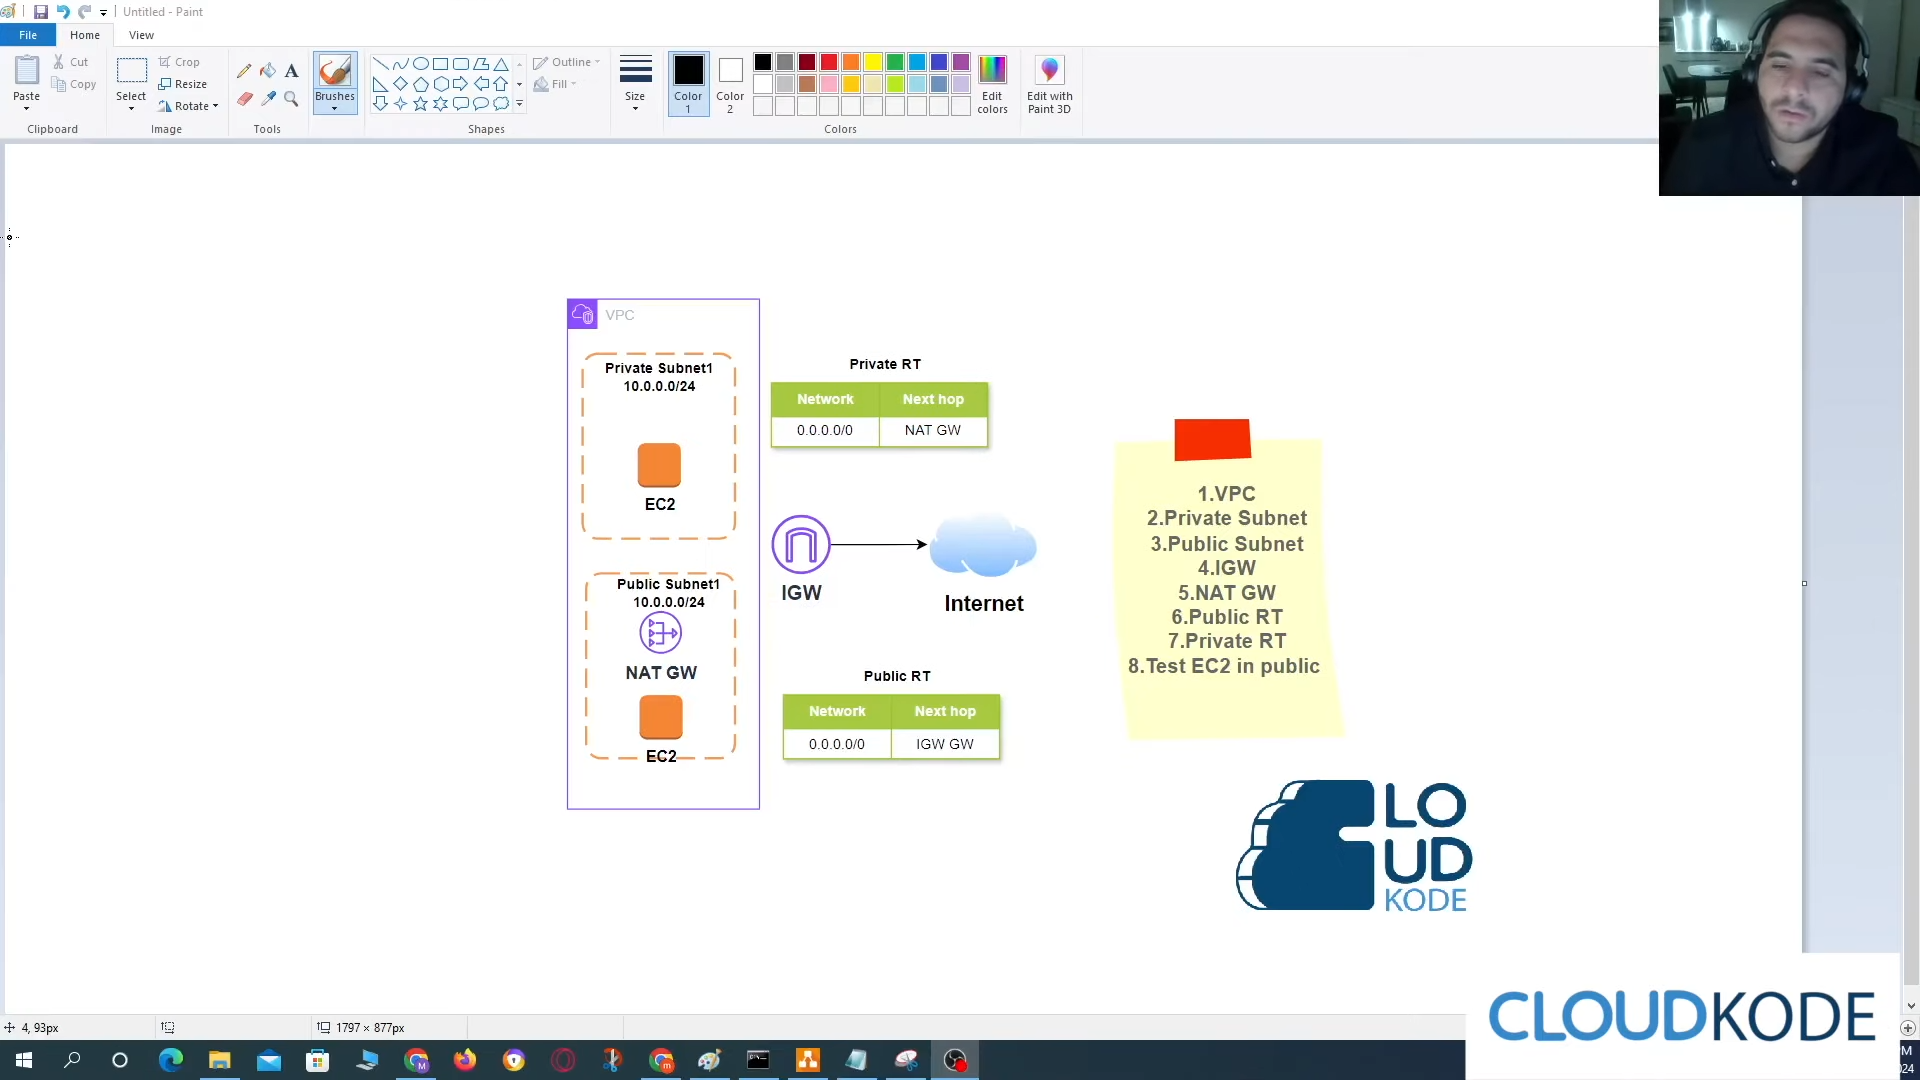 Untitled - Paint
File
Home
View
Paste
Cut
Copy
Clipboard
Select
Crop
Resize
Rotate
Image
A
Tools
Brushes
Outline
Fill
Shapes
Size
Color
1
Color
2
Edit
colors
Colors
Edit with
Paint 3D
VPC
Private Subnet1
10.0.0.0/24
EC2
Private RT
Network Next hop
0.0.0.0/0 NAT GW
IGW
Internet
Public Subnet1
10.0.0.0/24
NAT GW
EC2
Public RT
Network Next hop
0.0.0.0/0 IGW GW
1.VPC
2.Private Subnet
3.Public Subnet
4.IGW
5.NAT GW
6.Public RT
7.Private RT
8.Test EC2 in public
LO
UD
KODE
4, 93px
1797 × 877px
CLOUDKODE
M
024